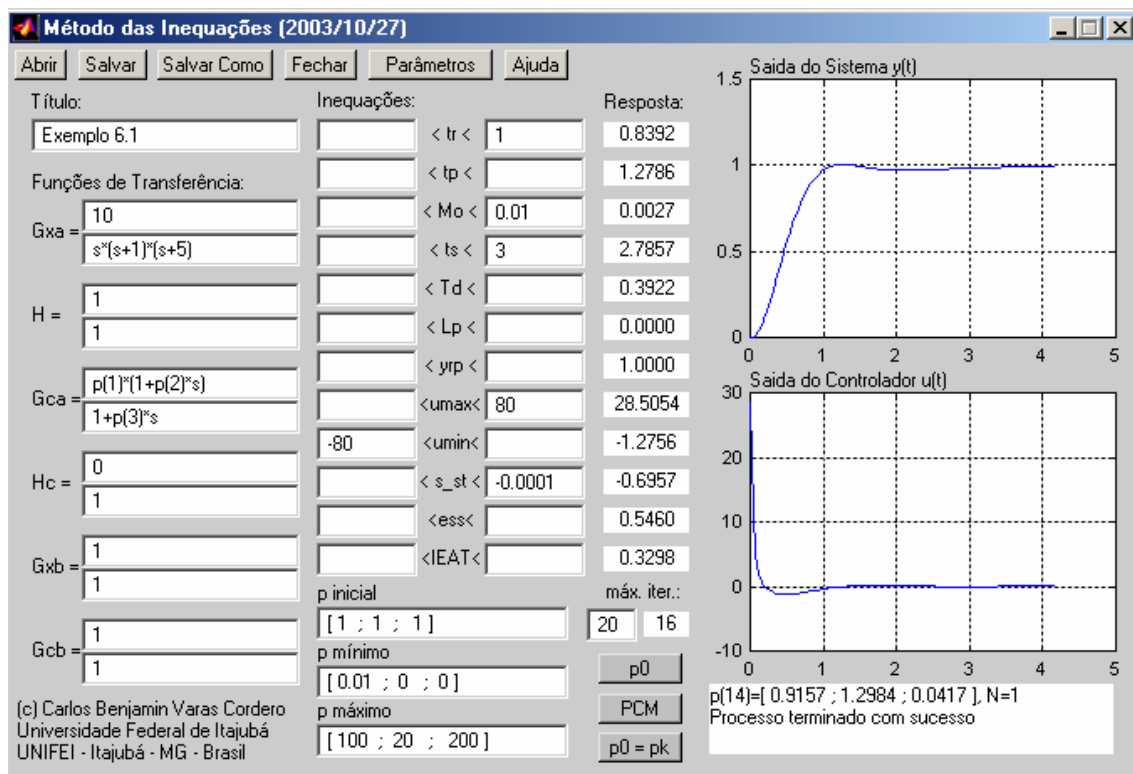 Método das Inequações (2003/10/27)
Abrir Salvar Salvar Como Fechar Parâmetros Ajuda
Título:
Exemplo 6.1
Funções de Transferência:
Gxa =
10
s*(s+1)*(s+5)
H =
1
1
Gca =
p(1)*(1+p(2)*s)
1+p(3)*s
Hc =
0
1
Gxb =
1
1
Gcb =
1
1
(c) Carlos Benjamin Varas Cordero
Universidade Federal de Itajubá
UNIFEI - Itajubá - MG - Brasil
Inequações: Resposta:
< tr < 1 0.8392
< tp < 1.2786
< Mo < 0.01 0.0027
< ts < 3 2.7857
< Td < 0.3922
< Lp < 0.0000
< yrp < 1.0000
<umax< 80 28.5054
-80 <umin< -1.2756
< s_st < -0.0001 -0.6957
<ess< 0.5460
<IEAT< 0.3298
p inicial
[ 1 ; 1 ; 1 ]
p mínimo
[ 0.01 ; 0 ; 0 ]
p máximo
[ 100 ; 20 ; 200 ]
máx. iter.:
20 16
p0
PCM
p0 = pk
Saida do Sistema y(t)
1.5
1
0.5
0
0 1 2 3 4 5
Saida do Controlador u(t)
30
20
10
0
-10
0 1 2 3 4 5
p(14)=[ 0.9157 ; 1.2984 ; 0.0417 ], N=1
Processo terminado com sucesso